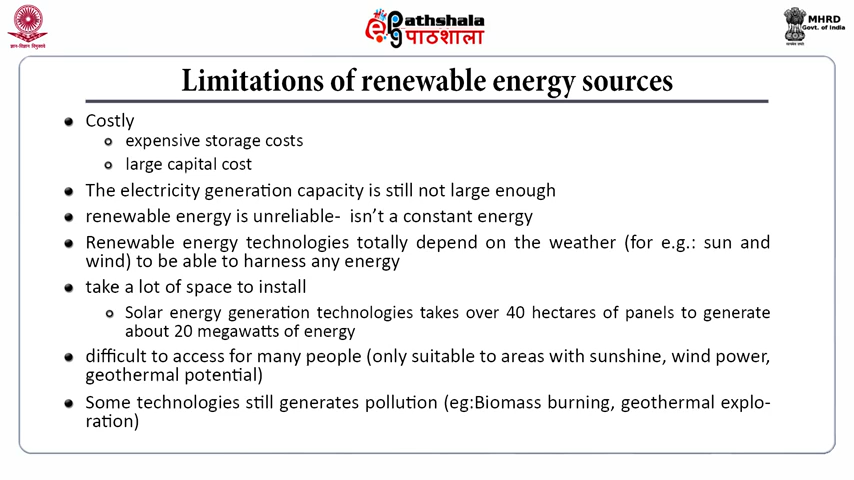 Pathshala
पाठशाला
MHRD
Govt. of India
Limitations of renewable energy sources
Costly
expensive storage costs
large capital cost
The electricity generation capacity is still not large enough
renewable energy is unreliable- isn't a constant energy
Renewable energy technologies totally depend on the weather (for e.g.: sun and
wind) to be able to harness any energy
take a lot of space to install
Solar energy generation technologies takes over 40 hectares of panels to generate
about 20 megawatts of energy
difficult to access for many people (only suitable to areas with sunshine, wind power,
geothermal potential)
Some technologies still generates pollution (eg:Biomass burning, geothermal explo-
ration)